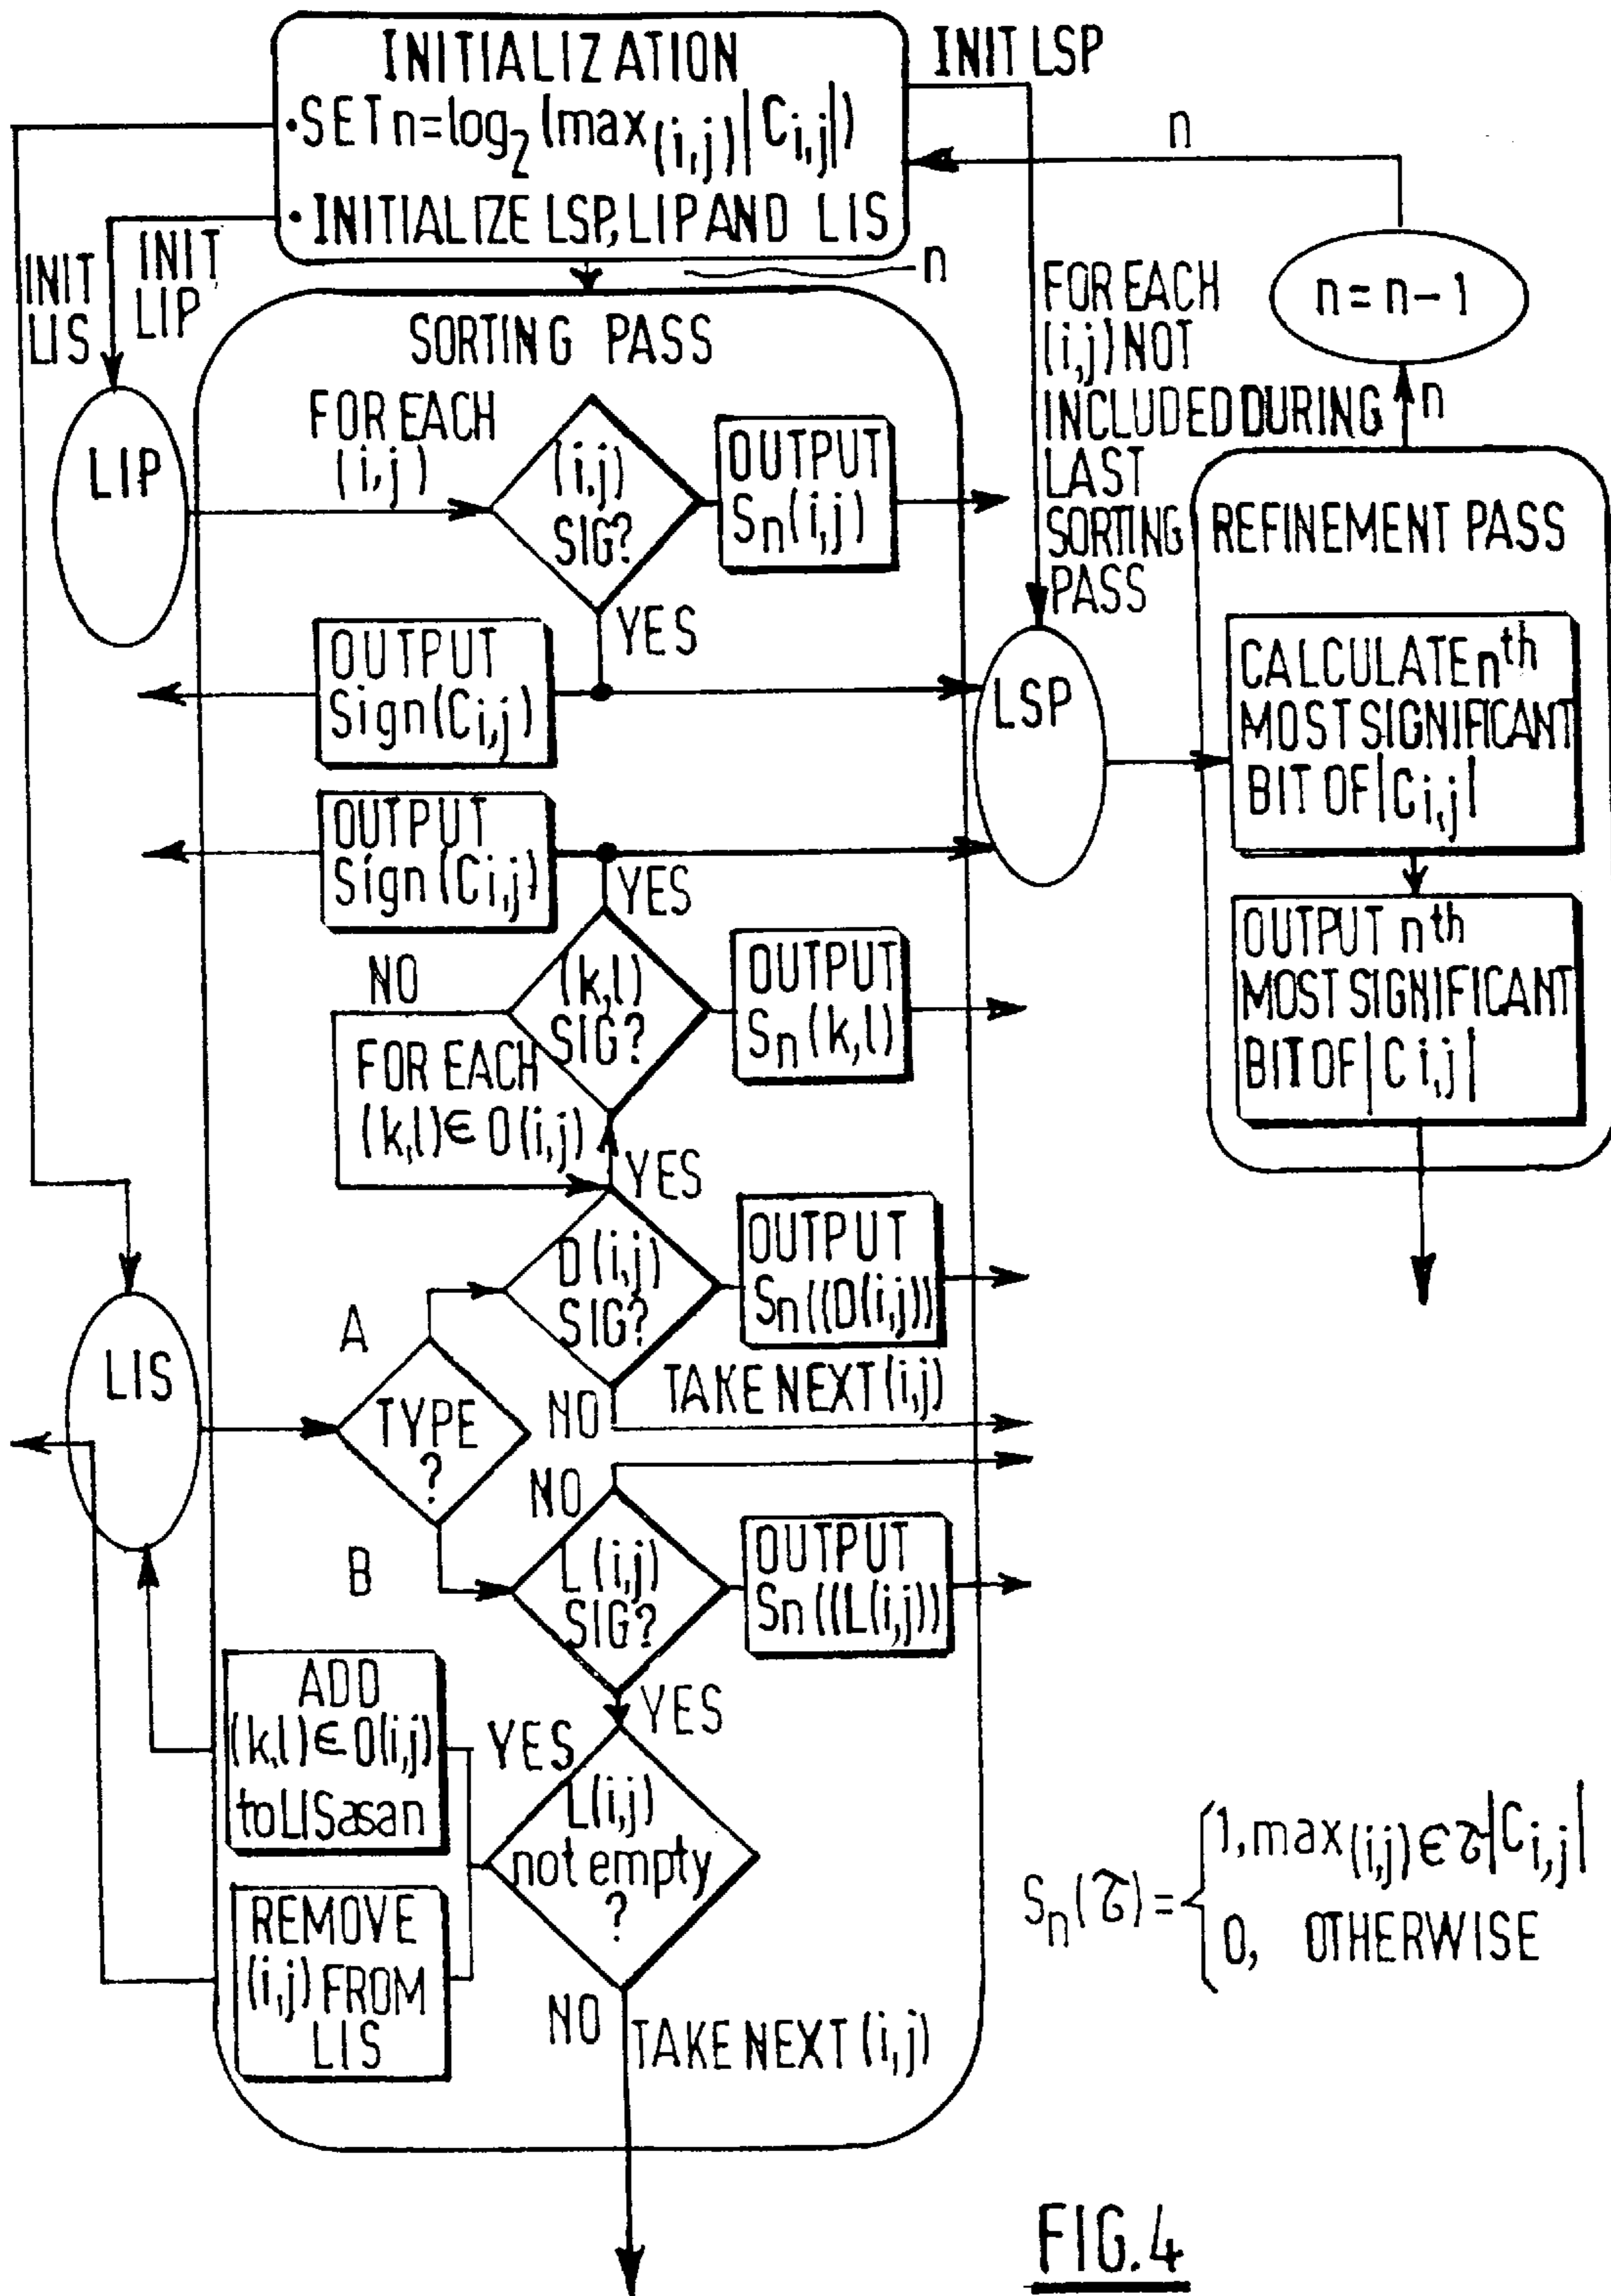 INITIALIZATION
•SET n=log₂(max(i,j)|Ci,j|)
•INITIALIZE LSP, LIP AND LIS
INIT LSP
n
INIT
LIS
INIT
LIP
n
FOR EACH
(i,j) NOT
INCLUDED DURING
LAST
SORTING
PASS
n = n-1
n
SORTING PASS
LIP
FOR EACH
(i,j)
(i,j)
SIG?
OUTPUT
Sn(i,j)
YES
OUTPUT
Sign(Ci,j)
LSP
REFINEMENT PASS
CALCULATE nth
MOST SIGNIFICANT
BIT OF |Ci,j|
OUTPUT nth
MOST SIGNIFICANT
BIT OF |Ci,j|
OUTPUT
Sign(Ci,j)
YES
NO
(k,l)
SIG?
OUTPUT
Sn(k,l)
FOR EACH
(k,l)∈ O(i,j)
YES
D(i,j)
SIG?
OUTPUT
Sn((D(i,j))
A
LIS
TYPE
?
NO
TAKE NEXT (i,j)
NO
B
L(i,j)
SIG?
OUTPUT
Sn((L(i,j))
YES
ADD
(k,l)∈ O(i,j)
to LIS as an
YES
L(i,j)
not empty
?
REMOVE
(i,j) FROM
LIS
NO
TAKE NEXT (i,j)
Sn(τ) = { 1, max(i,j)∈τ|Ci,j|
0, OTHERWISE
FIG. 4